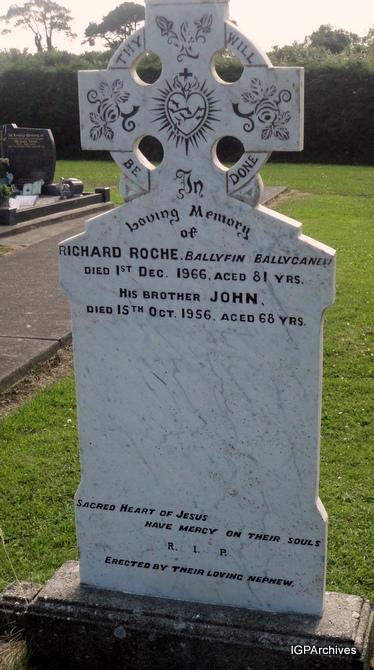 THY WILL
BE DONE
In
Loving Memory
of
RICHARD ROCHE. BALLYFIN BALLYCANEW
DIED 1ST DEC. 1966, AGED 81 YRS.
HIS BROTHER JOHN,
DIED 15TH OCT. 1956, AGED 68 YRS.
SACRED HEART OF JESUS
HAVE MERCY ON THEIR SOULS
R. I. P.
ERECTED BY THEIR LOVING NEPHEW.
IGPArchives